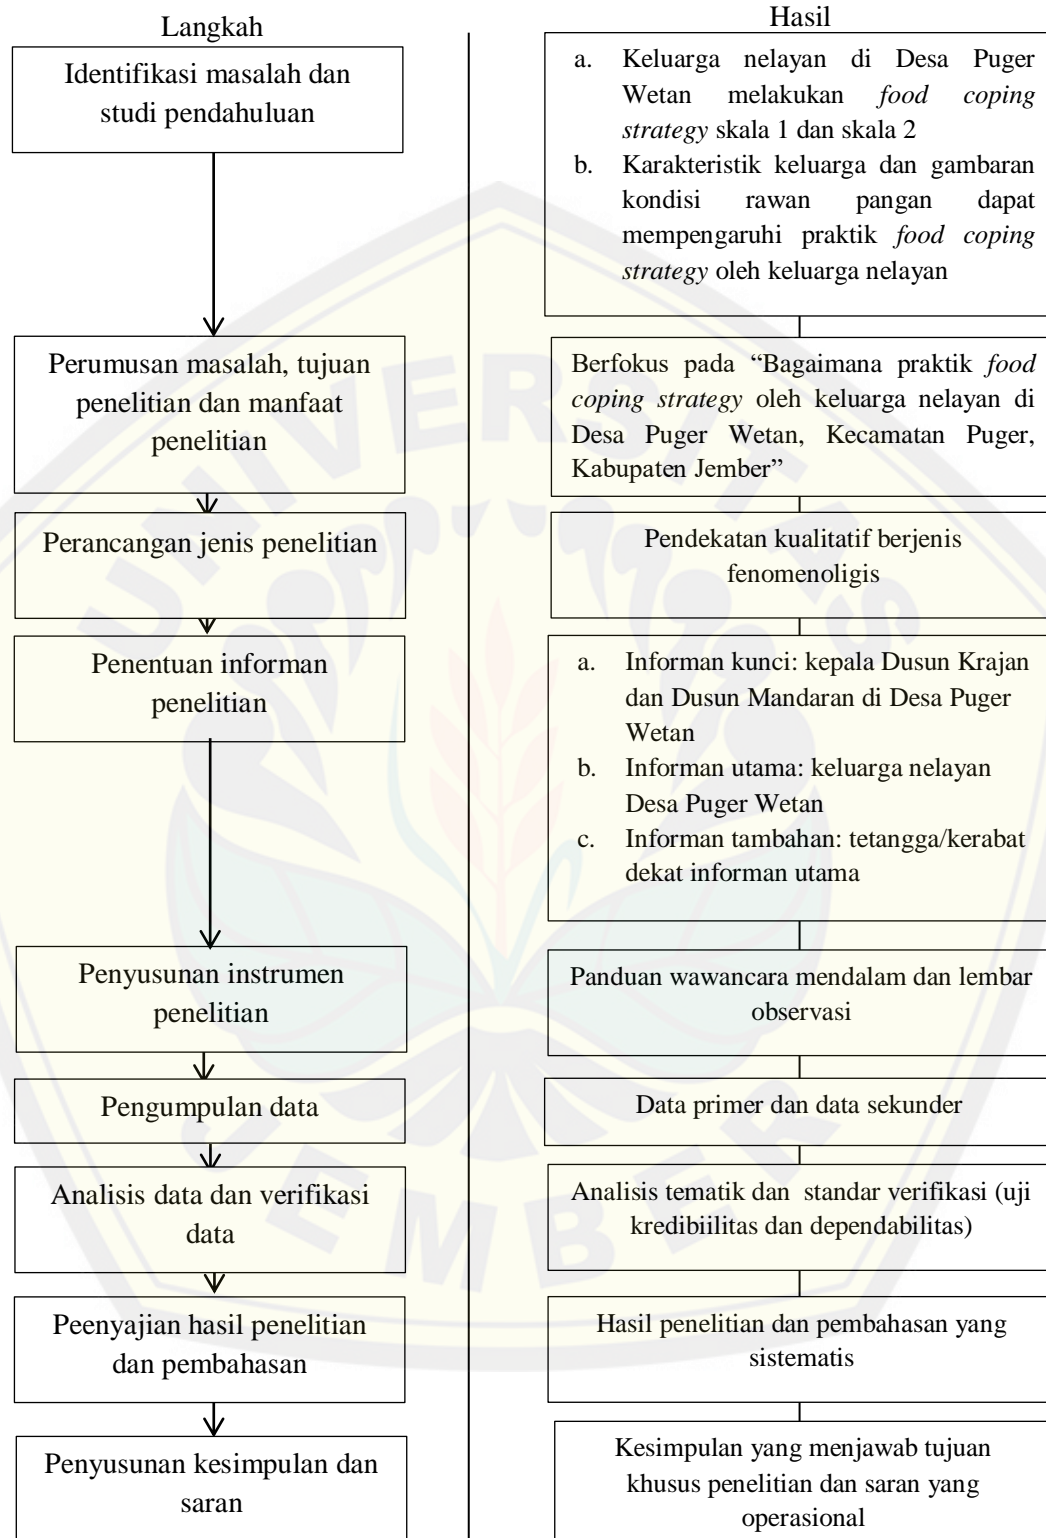 Langkah
Hasil
Identifikasi masalah dan
studi pendahuluan
a. Keluarga nelayan di Desa Puger
Wetan melakukan food coping
strategy skala 1 dan skala 2
b. Karakteristik keluarga dan gambaran
kondisi rawan pangan dapat
mempengaruhi praktik food coping
strategy oleh keluarga nelayan
Perumusan masalah, tujuan
penelitian dan manfaat
penelitian
Berfokus pada “Bagaimana praktik food
coping strategy oleh keluarga nelayan di
Desa Puger Wetan, Kecamatan Puger,
Kabupaten Jember”
Perancangan jenis penelitian
Pendekatan kualitatif berjenis
fenomenoligis
Penentuan informan
penelitian
a. Informan kunci: kepala Dusun Krajan
dan Dusun Mandaran di Desa Puger
Wetan
b. Informan utama: keluarga nelayan
Desa Puger Wetan
c. Informan tambahan: tetangga/kerabat
dekat informan utama
Penyusunan instrumen
penelitian
Panduan wawancara mendalam dan lembar
observasi
Pengumpulan data
Data primer dan data sekunder
Analisis data dan verifikasi
data
Analisis tematik dan standar verifikasi (uji
kredibiilitas dan dependabilitas)
Peenyajian hasil penelitian
dan pembahasan
Hasil penelitian dan pembahasan yang
sistematis
Penyusunan kesimpulan dan
saran
Kesimpulan yang menjawab tujuan
khusus penelitian dan saran yang
operasional
UNIVERSITAS
JEMBER